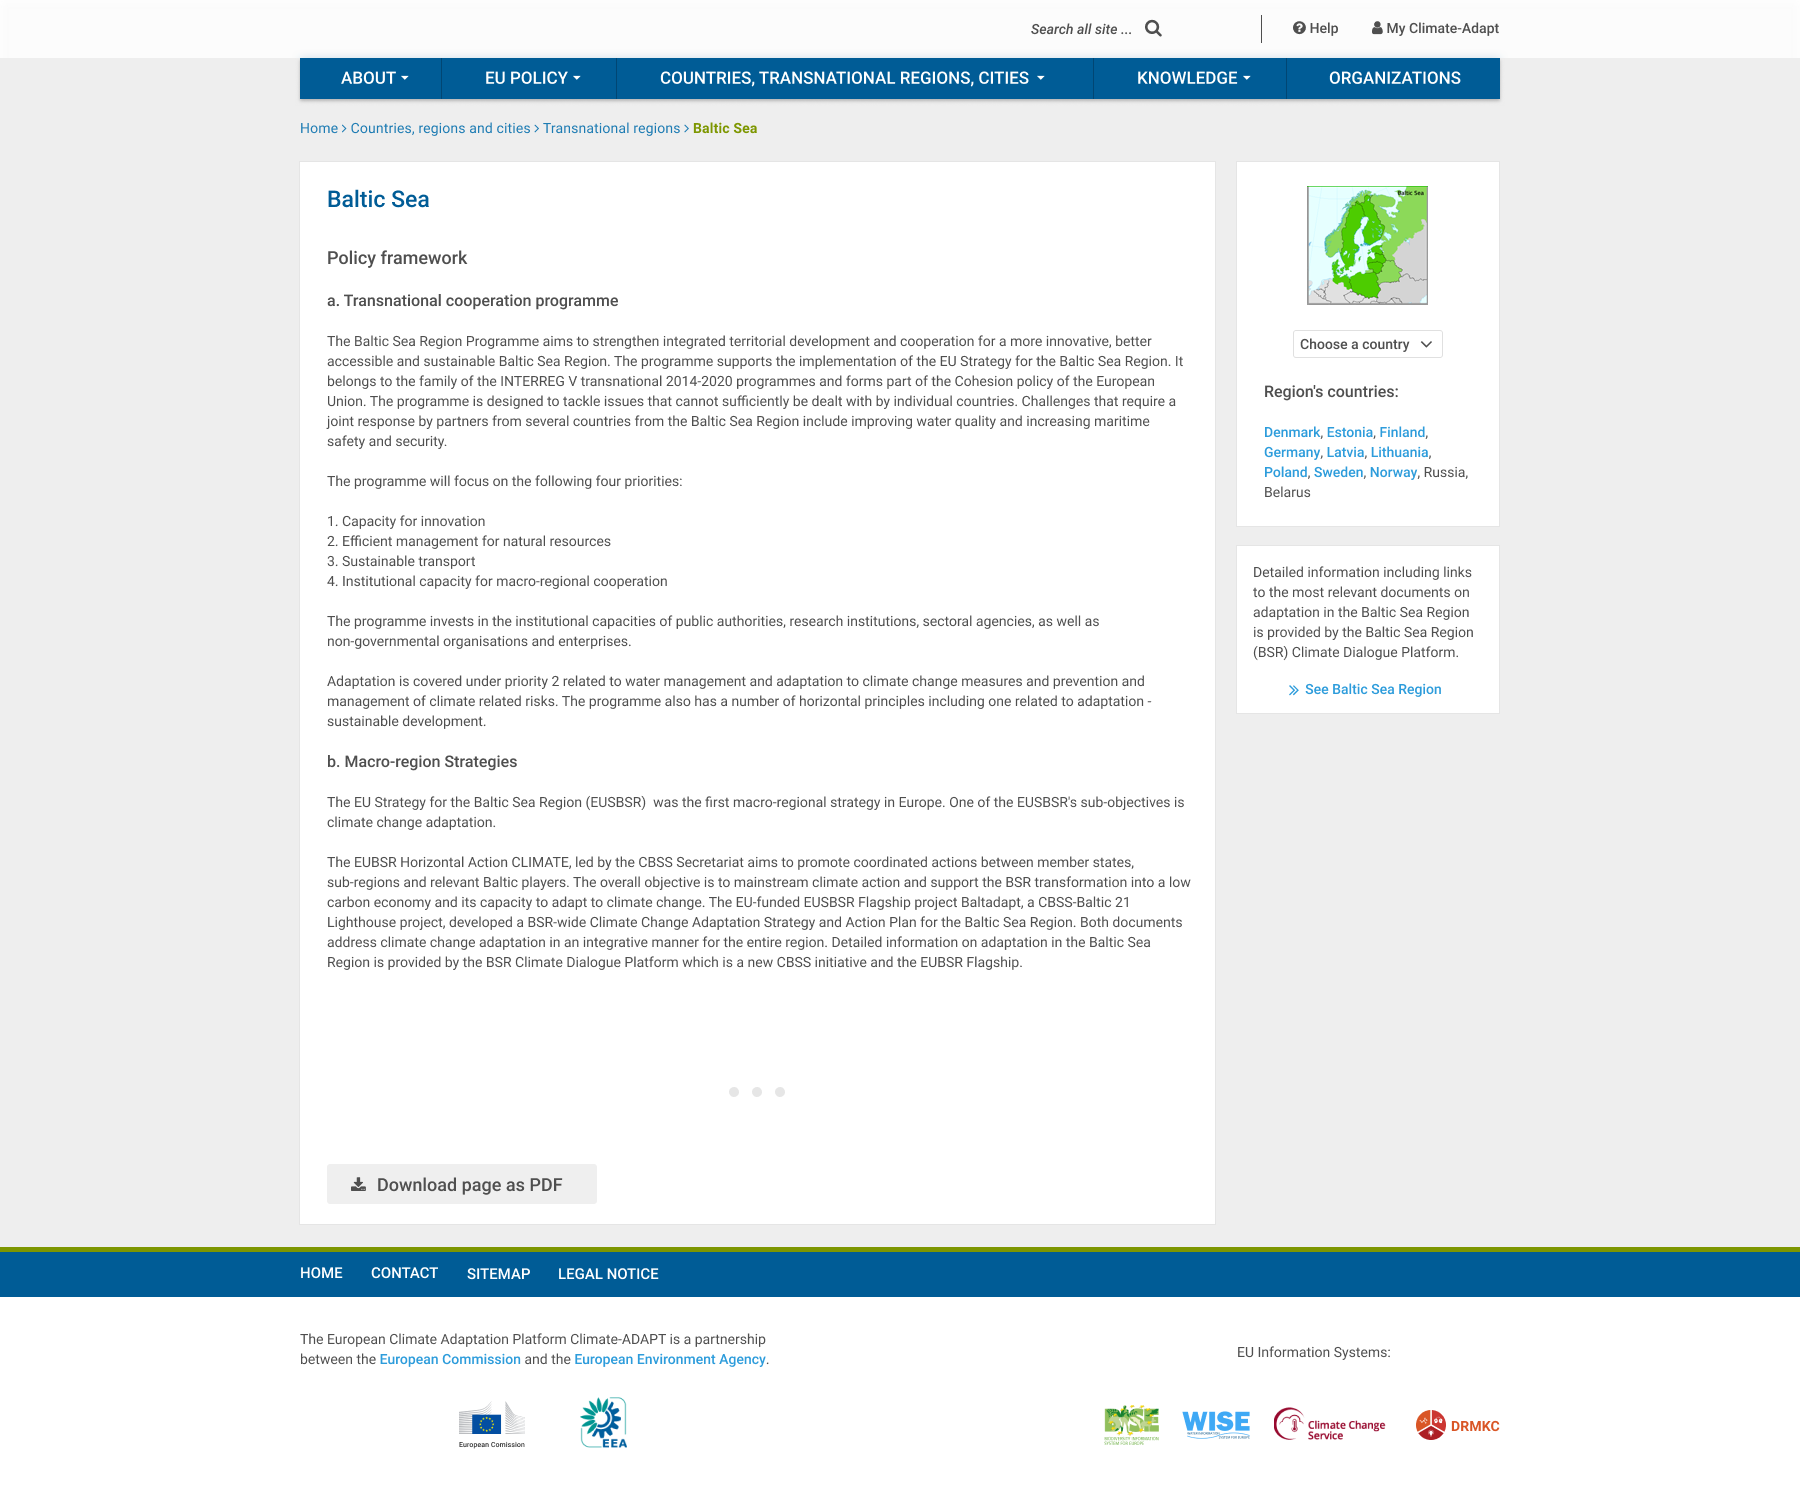 Search all site ...
Help
My Climate-Adapt
ABOUT
EU POLICY
COUNTRIES, TRANSNATIONAL REGIONS, CITIES
KNOWLEDGE
ORGANIZATIONS
Home > Countries, regions and cities > Transnational regions > Baltic Sea
Baltic Sea
Policy framework
a. Transnational cooperation programme
The Baltic Sea Region Programme aims to strengthen integrated territorial development and cooperation for a more innovative, better
accessible and sustainable Baltic Sea Region. The programme supports the implementation of the EU Strategy for the Baltic Sea Region. It
belongs to the family of the INTERREG V transnational 2014-2020 programmes and forms part of the Cohesion policy of the European
Union. The programme is designed to tackle issues that cannot sufficiently be dealt with by individual countries. Challenges that require a
joint response by partners from several countries from the Baltic Sea Region include improving water quality and increasing maritime
safety and security.
The programme will focus on the following four priorities:
1. Capacity for innovation
2. Efficient management for natural resources
3. Sustainable transport
4. Institutional capacity for macro-regional cooperation
The programme invests in the institutional capacities of public authorities, research institutions, sectoral agencies, as well as
non-governmental organisations and enterprises.
Adaptation is covered under priority 2 related to water management and adaptation to climate change measures and prevention and
management of climate related risks. The programme also has a number of horizontal principles including one related to adaptation -
sustainable development.
b. Macro-region Strategies
The EU Strategy for the Baltic Sea Region (EUSBSR)  was the first macro-regional strategy in Europe. One of the EUSBSR's sub-objectives is
climate change adaptation.
The EUBSR Horizontal Action CLIMATE, led by the CBSS Secretariat aims to promote coordinated actions between member states,
sub-regions and relevant Baltic players. The overall objective is to mainstream climate action and support the BSR transformation into a low
carbon economy and its capacity to adapt to climate change. The EU-funded EUSBSR Flagship project Baltadapt, a CBSS-Baltic 21
Lighthouse project, developed a BSR-wide Climate Change Adaptation Strategy and Action Plan for the Baltic Sea Region. Both documents
address climate change adaptation in an integrative manner for the entire region. Detailed information on adaptation in the Baltic Sea
Region is provided by the BSR Climate Dialogue Platform which is a new CBSS initiative and the EUBSR Flagship.
Download page as PDF
Baltic Sea
Choose a country
Region's countries:
Denmark, Estonia, Finland,
Germany, Latvia, Lithuania,
Poland, Sweden, Norway, Russia,
Belarus
Detailed information including links
to the most relevant documents on
adaptation in the Baltic Sea Region
is provided by the Baltic Sea Region
(BSR) Climate Dialogue Platform.
See Baltic Sea Region
HOME
CONTACT
SITEMAP
LEGAL NOTICE
The European Climate Adaptation Platform Climate-ADAPT is a partnership
between the European Commission and the European Environment Agency.
EU Information Systems:
European Comission
EEA
BISE
BIODIVERSITY INFORMATION
SYSTEM FOR EUROPE
WISE
WATER INFORMATION
SYSTEM FOR EUROPE
Climate Change
Service
DRMKC